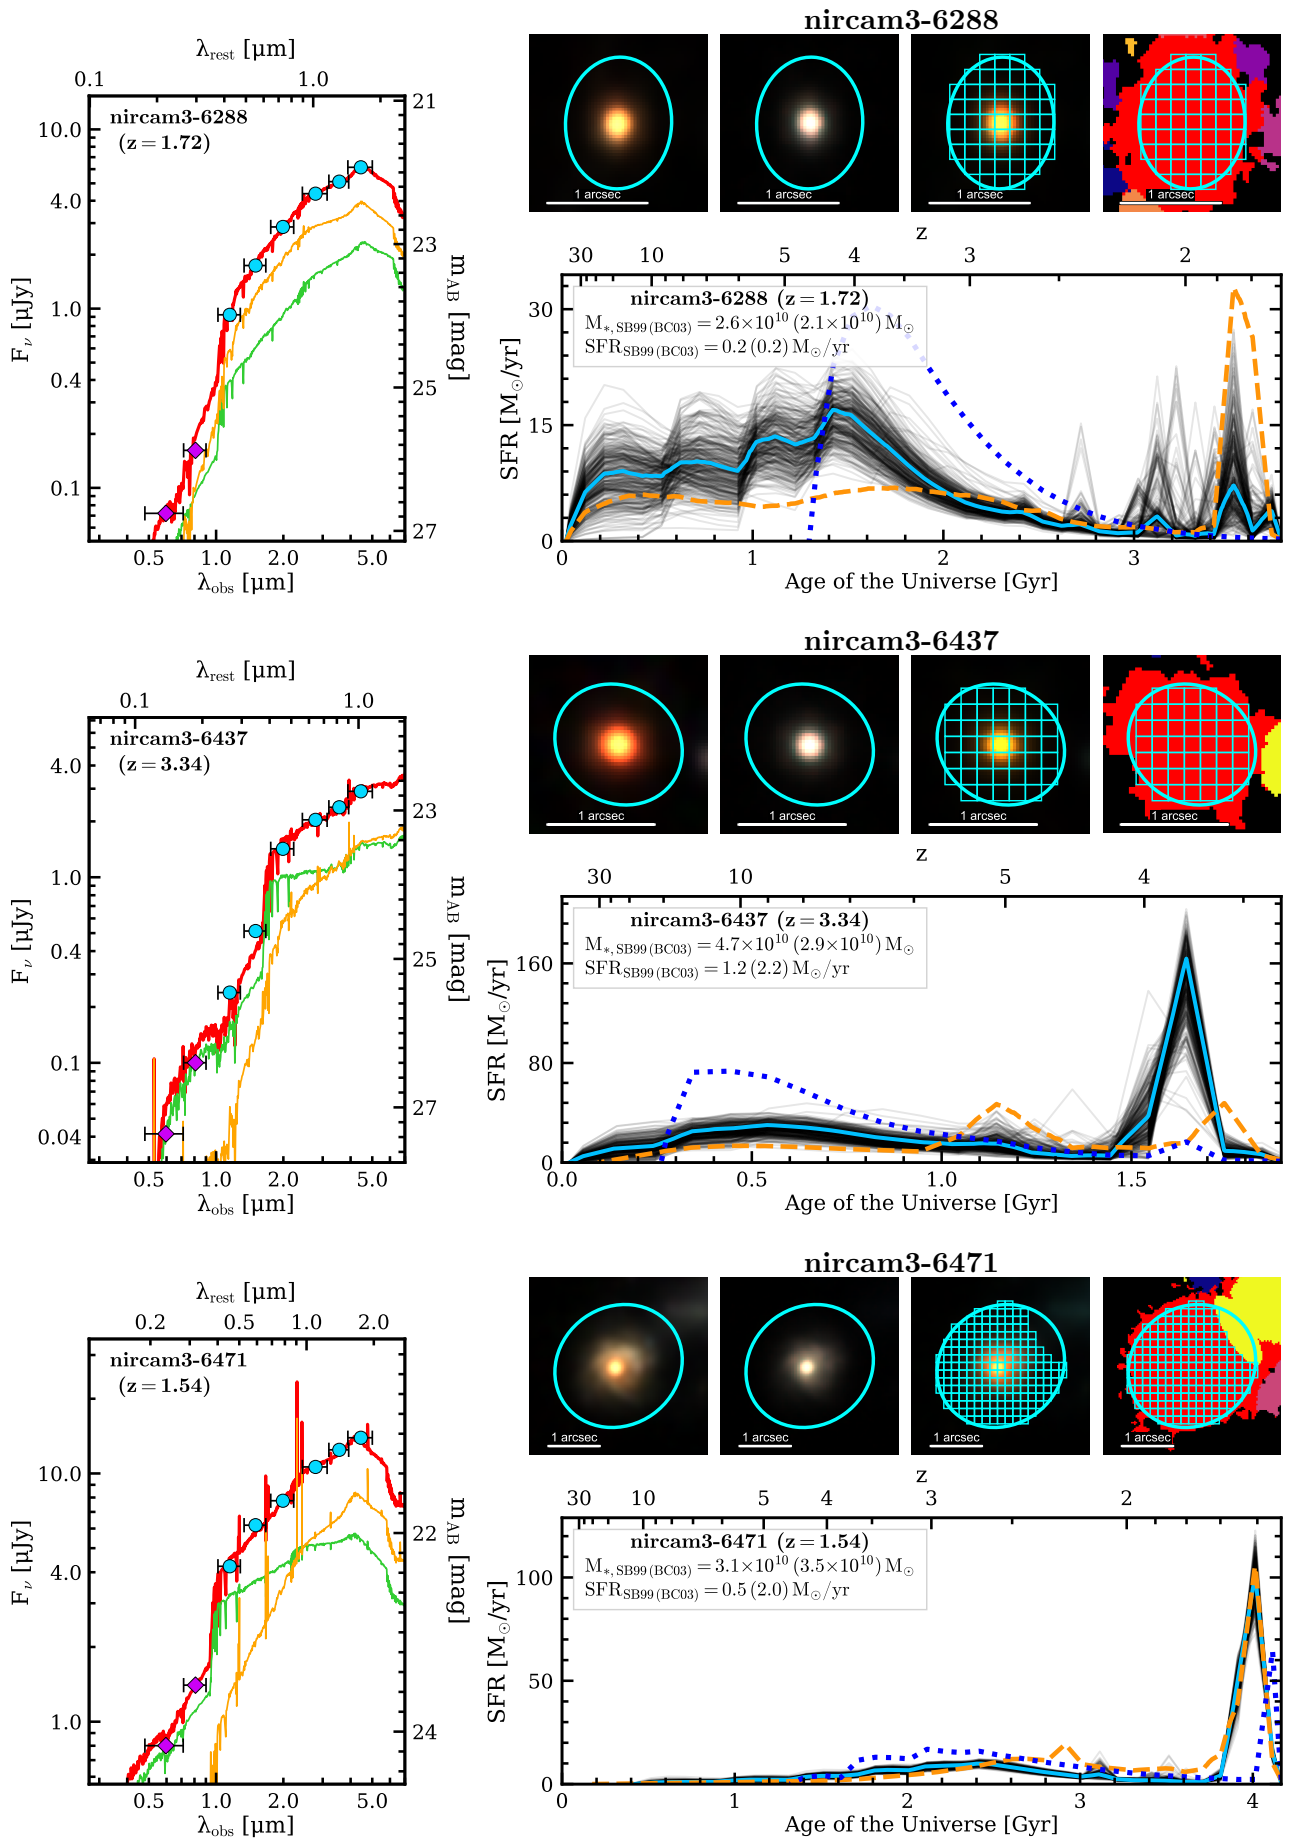 nircam3-6288
λrest [µm]
0.1 1.0
nircam3-6288
(z = 1.72)
10.0
4.0
1.0
0.4
0.1
Fν [µJy]
21
23
25
27
mAB [mag]
0.5 1.0 2.0 5.0
λobs [µm]
1 arcsec
1 arcsec
1 arcsec
1 arcsec
z
30 10 5 4 3 2
nircam3-6288 (z = 1.72)
M*,SB99(BC03) = 2.6×10^10 (2.1×10^10) M⊙
SFRSB99(BC03) = 0.2 (0.2) M⊙/yr
30
15
0
SFR [M⊙/yr]
0 1 2 3
Age of the Universe [Gyr]
nircam3-6437
λrest [µm]
0.1 1.0
nircam3-6437
(z = 3.34)
4.0
1.0
0.4
0.1
0.04
Fν [µJy]
23
25
27
mAB [mag]
0.5 1.0 2.0 5.0
λobs [µm]
1 arcsec
1 arcsec
1 arcsec
1 arcsec
z
30 10 5 4
nircam3-6437 (z = 3.34)
M*,SB99(BC03) = 4.7×10^10 (2.9×10^10) M⊙
SFRSB99(BC03) = 1.2 (2.2) M⊙/yr
160
80
0
SFR [M⊙/yr]
0.0 0.5 1.0 1.5
Age of the Universe [Gyr]
nircam3-6471
λrest [µm]
0.2 0.5 1.0 2.0
nircam3-6471
(z = 1.54)
10.0
4.0
1.0
Fν [µJy]
22
24
mAB [mag]
0.5 1.0 2.0 5.0
λobs [µm]
1 arcsec
1 arcsec
1 arcsec
1 arcsec
z
30 10 5 4 3 2
nircam3-6471 (z = 1.54)
M*,SB99(BC03) = 3.1×10^10 (3.5×10^10) M⊙
SFRSB99(BC03) = 0.5 (2.0) M⊙/yr
100
50
0
SFR [M⊙/yr]
0 1 2 3 4
Age of the Universe [Gyr]